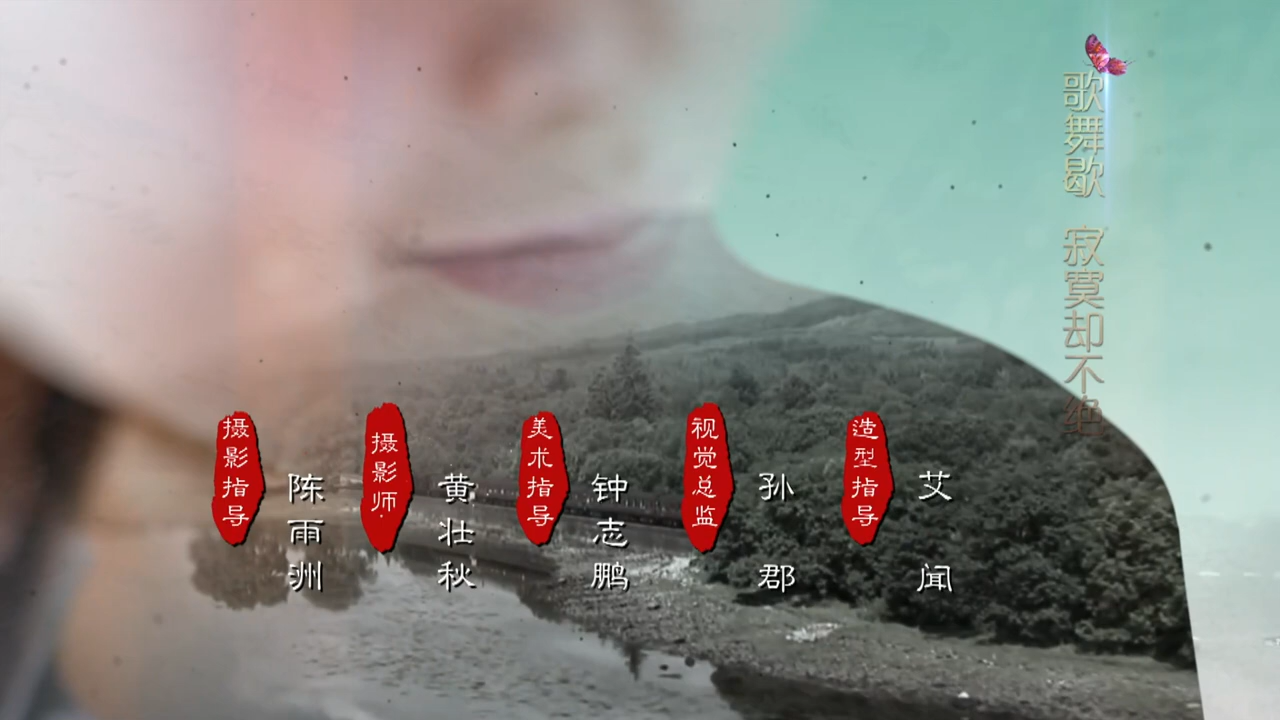 歌舞歇 寂寞却不绝
摄影指导
陈雨洲
摄影师
黄壮秋
美术指导
钟志鹏
视觉总监
孙郡
造型指导
艾闻